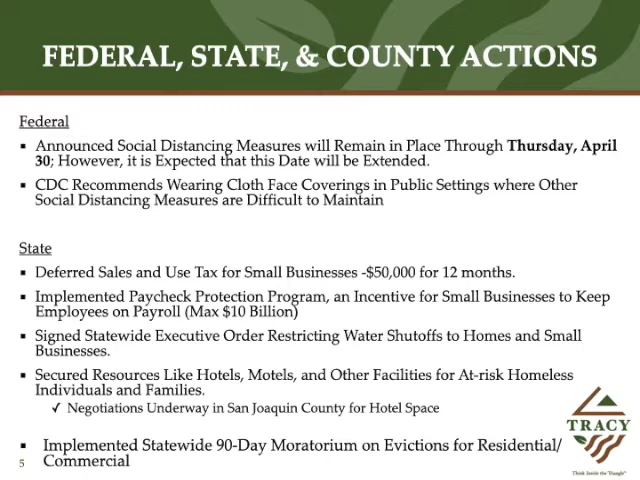 FEDERAL, STATE, & COUNTY ACTIONS
Federal
▪ Announced Social Distancing Measures will Remain in Place Through Thursday, April
30; However, it is Expected that this Date will be Extended.
▪ CDC Recommends Wearing Cloth Face Coverings in Public Settings where Other
Social Distancing Measures are Difficult to Maintain
State
▪ Deferred Sales and Use Tax for Small Businesses -$50,000 for 12 months.
▪ Implemented Paycheck Protection Program, an Incentive for Small Businesses to Keep
Employees on Payroll (Max $10 Billion)
▪ Signed Statewide Executive Order Restricting Water Shutoffs to Homes and Small
Businesses.
▪ Secured Resources Like Hotels, Motels, and Other Facilities for At-risk Homeless
Individuals and Families.
✓ Negotiations Underway in San Joaquin County for Hotel Space
▪ Implemented Statewide 90-Day Moratorium on Evictions for Residential/
Commercial
5
TRACY
Think Inside the Triangle™